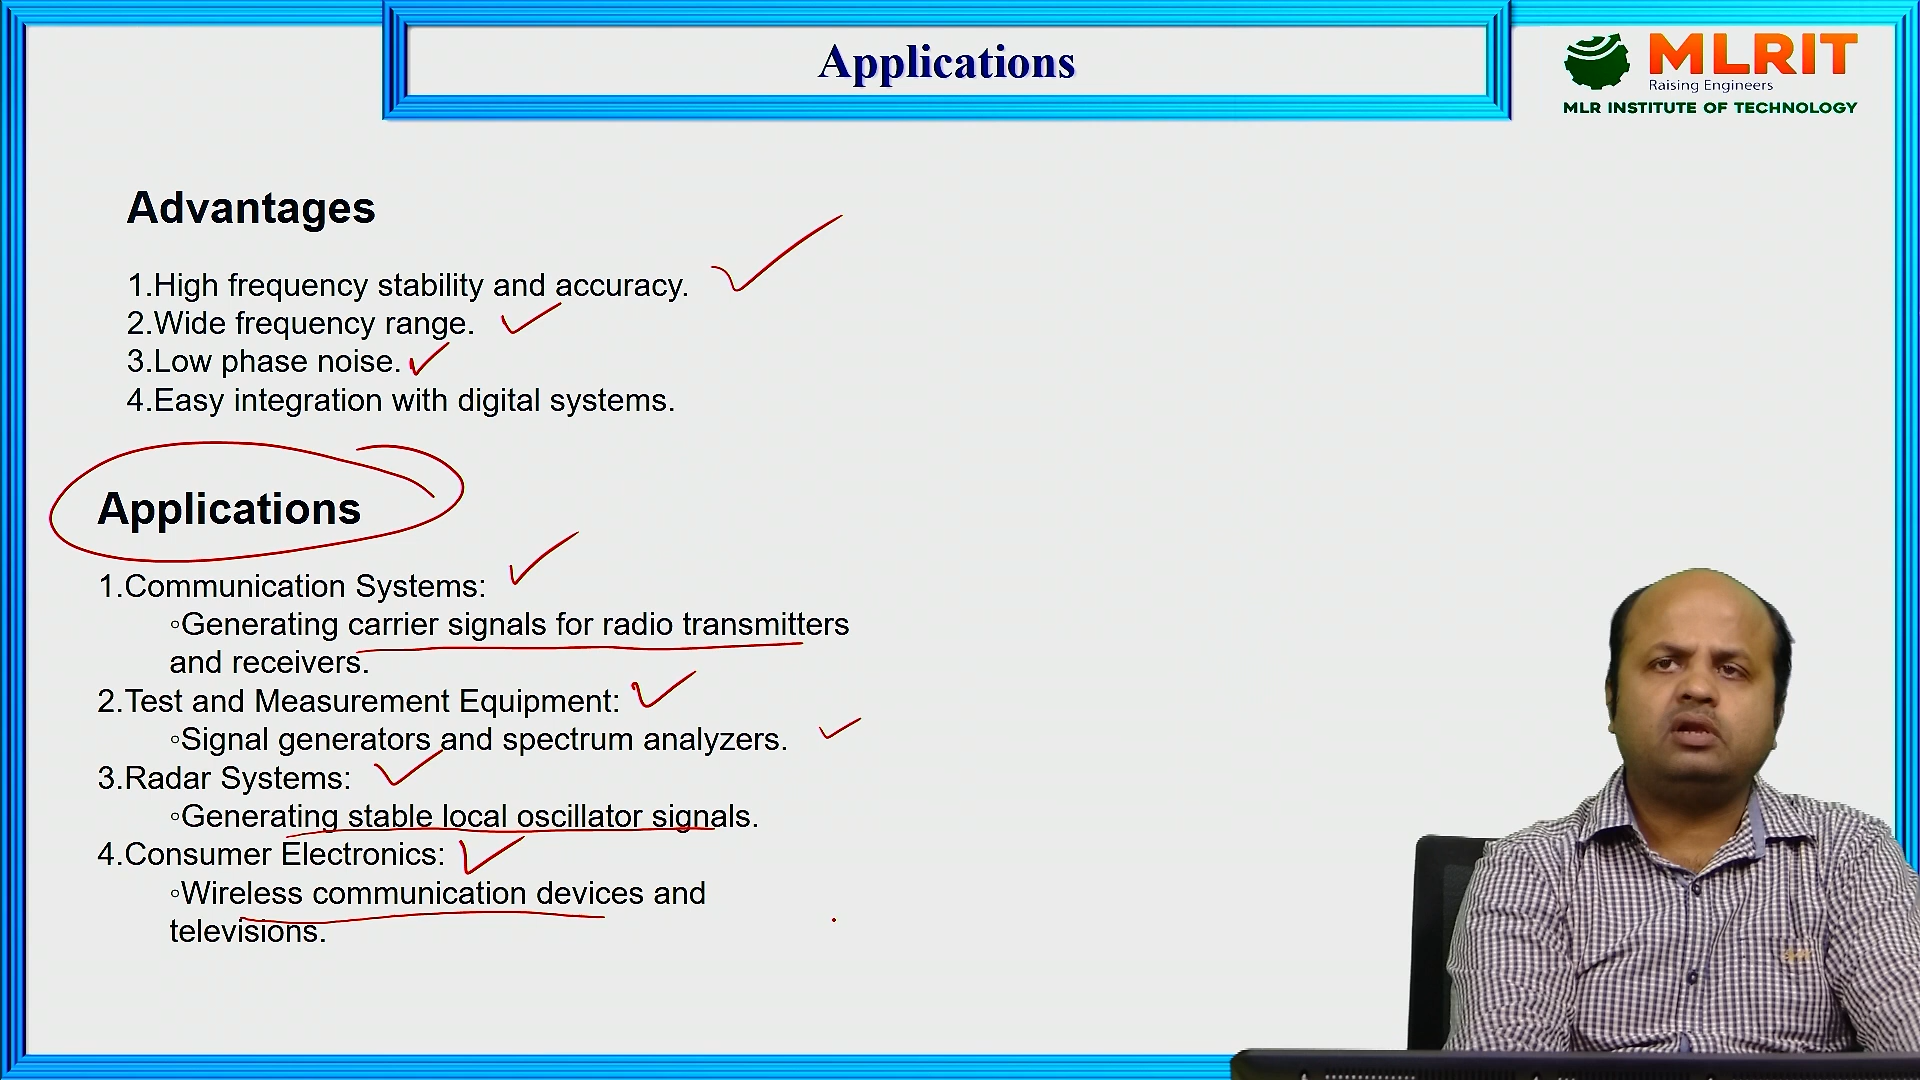 Applications
MLRIT
Raising Engineers
MLR INSTITUTE OF TECHNOLOGY
Advantages
1.High frequency stability and accuracy.
2.Wide frequency range.
3.Low phase noise.
4.Easy integration with digital systems.
Applications
1.Communication Systems:
◦Generating carrier signals for radio transmitters
and receivers.
2.Test and Measurement Equipment:
◦Signal generators and spectrum analyzers.
3.Radar Systems:
◦Generating stable local oscillator signals.
4.Consumer Electronics:
◦Wireless communication devices and
televisions.